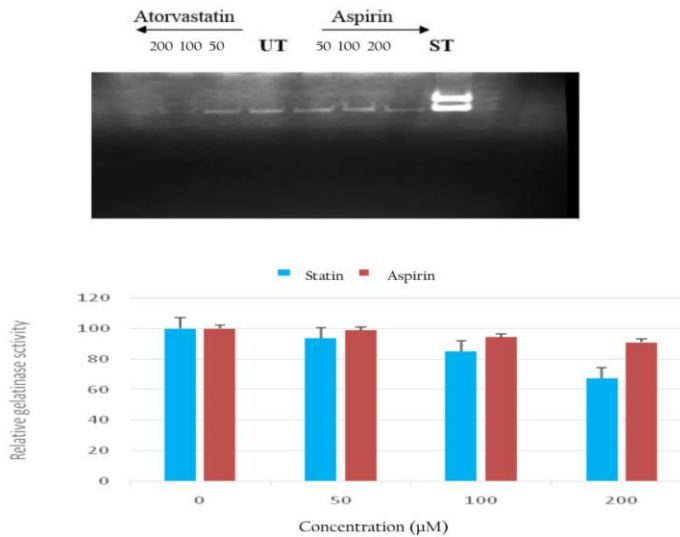 Atorvastatin Aspirin
200 100 50 UT 50 100 200 ST
Statin Aspirin
Relative gelatinase sctivity
120
100
80
60
40
20
0
0 50 100 200
Concentration (µM)